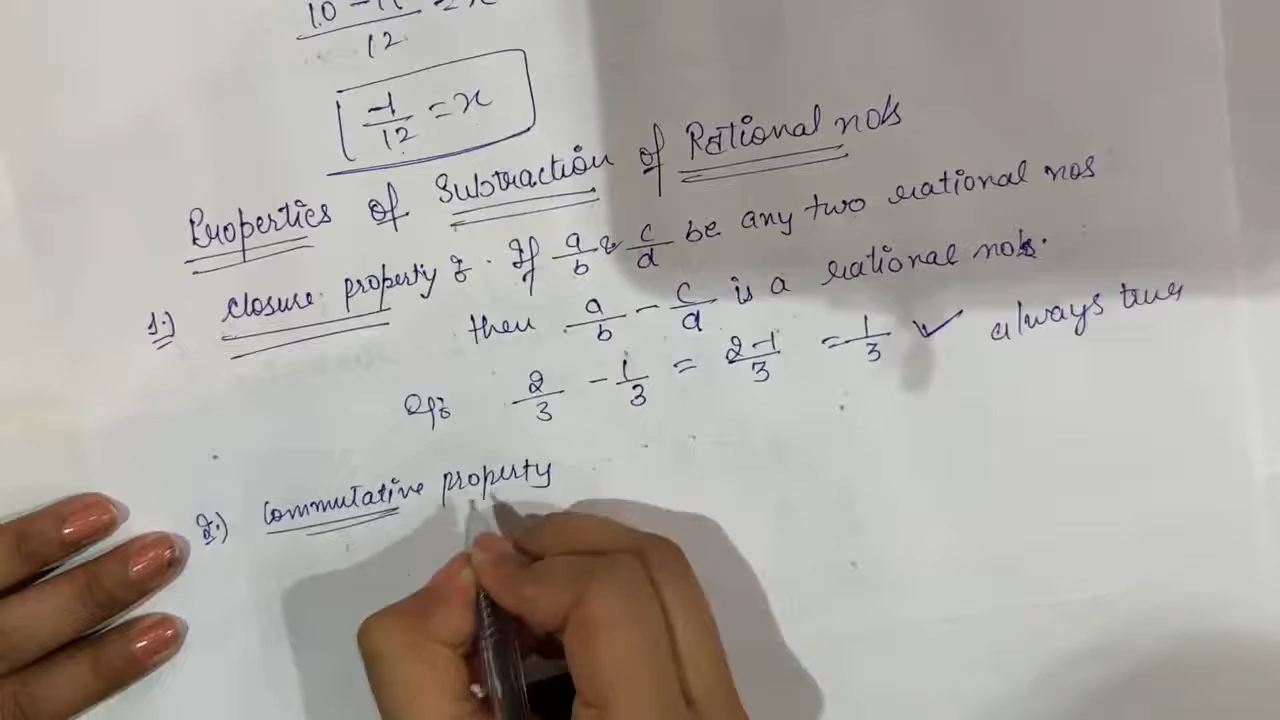 12
-1/12 = x
Properties of Subtraction of Rational nos
1.) closure property : If a/b & c/d be any two rational nos
then a/b - c/d is a rational nos.
eg: 2/3 - 1/3 = 2-1/3 = 1/3 ✓ always true
2.) Commutative property